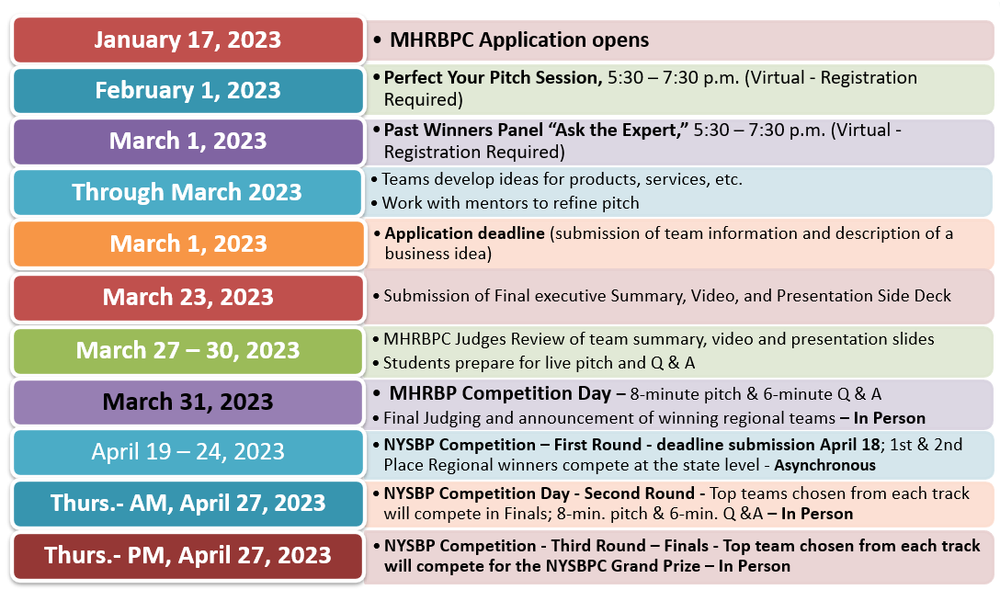 January 17, 2023
• MHRBPC Application opens
February 1, 2023
• Perfect Your Pitch Session, 5:30 – 7:30 p.m. (Virtual - Registration
Required)
March 1, 2023
• Past Winners Panel “Ask the Expert,” 5:30 – 7:30 p.m. (Virtual -
Registration Required)
Through March 2023
• Teams develop ideas for products, services, etc.
• Work with mentors to refine pitch
March 1, 2023
• Application deadline (submission of team information and description of a
business idea)
March 23, 2023
• Submission of Final executive Summary, Video, and Presentation Side Deck
March 27 – 30, 2023
• MHRBPC Judges Review of team summary, video and presentation slides
• Students prepare for live pitch and Q & A
March 31, 2023
• MHRBP Competition Day – 8-minute pitch & 6-minute Q & A
• Final Judging and announcement of winning regional teams – In Person
April 19 – 24, 2023
• NYSBP Competition – First Round - deadline submission April 18; 1st & 2nd
Place Regional winners compete at the state level - Asynchronous
Thurs.- AM, April 27, 2023
• NYSBP Competition Day - Second Round - Top teams chosen from each track
will compete in Finals; 8-min. pitch & 6-min. Q &A – In Person
Thurs.- PM, April 27, 2023
• NYSBP Competition - Third Round – Finals - Top team chosen from each track
will compete for the NYSBPC Grand Prize – In Person